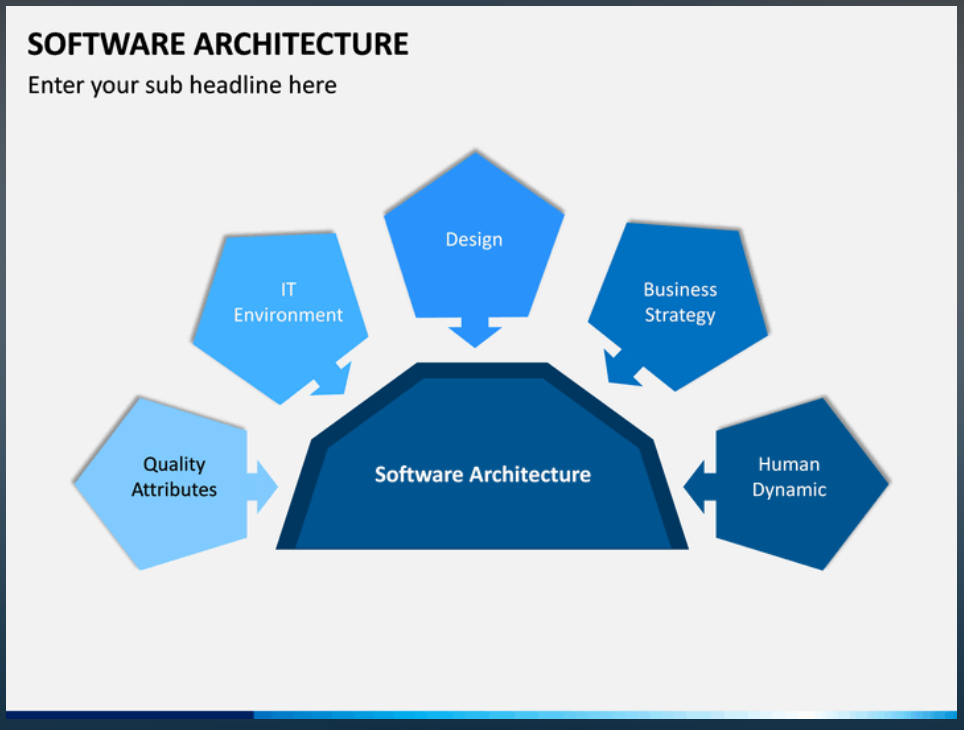 SOFTWARE ARCHITECTURE
Enter your sub headline here
Design
IT
Environment
Business
Strategy
Quality
Attributes
Software Architecture
Human
Dynamic